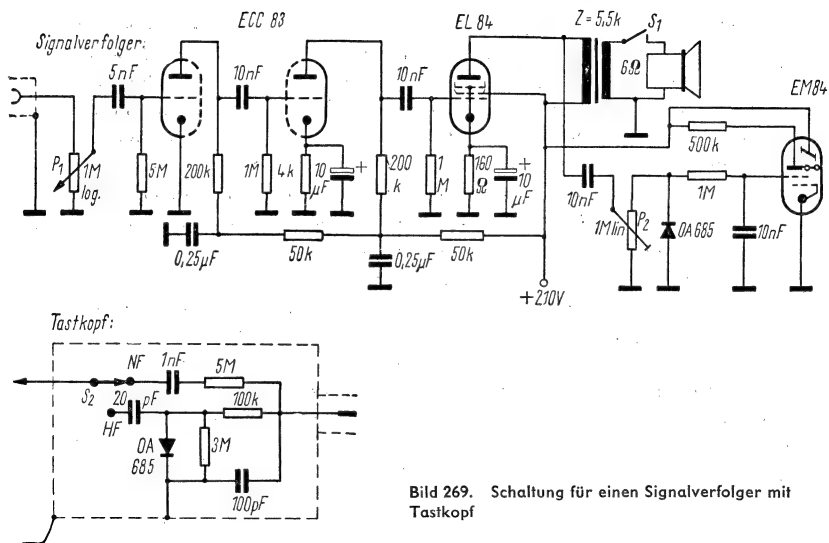 ECC 83
EL 84
Z = 5,5k
S1
Signalverfolger:
5nF
10nF
10nF
6Ω
EM84
P1
1M
log.
5M
200k
1M
4k
10
µF
+
200
k
1
M
160
Ω
+
10
µF
10nF
500k
1M
P2
1M lin
OA 685
10nF
0,25µF
50k
0,25µF
50k
+210V
Tastkopf:
NF
1nF
5M
S2
20 pF
HF
100k
OA
685
3M
100pF
Bild 269. Schaltung für einen Signalverfolger mit
Tastkopf